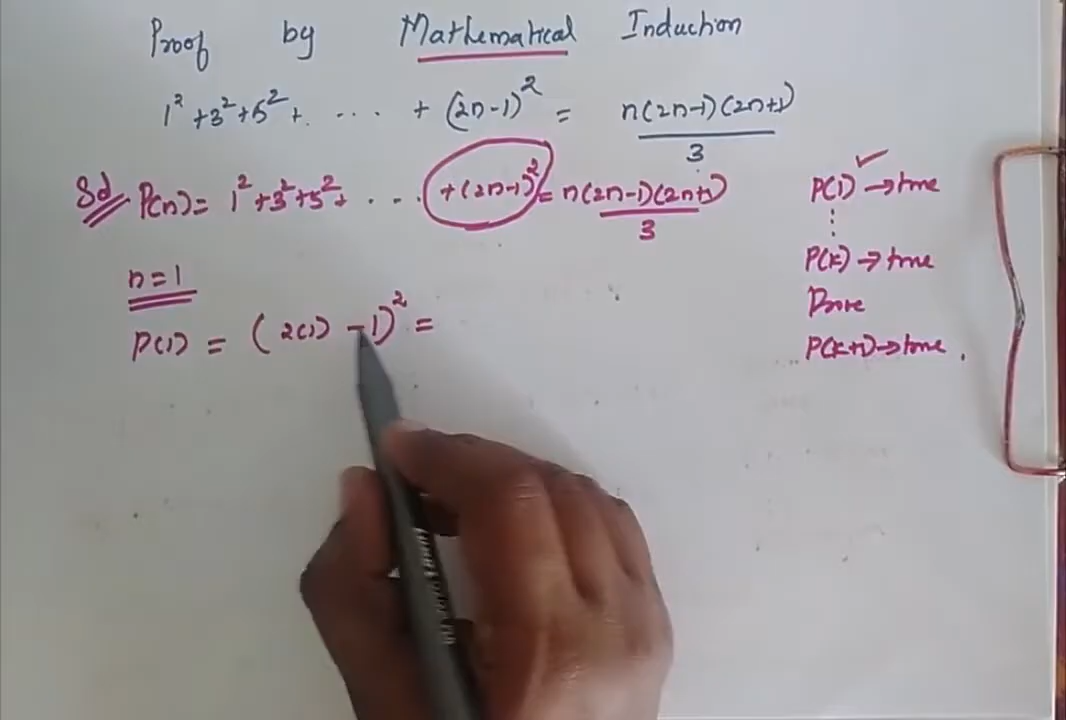 Proof by Mathematical Induction
1² + 3² + 5² + . ... + (2n-1)² = n(2n-1)(2n+1) / 3
Sol P(n) = 1² + 3² + 5² + ... + (2n-1)² = n(2n-1)(2n+1) / 3
n = 1
P(1) = (2(1) - 1)² =
P(1) ✓ → true
⋮
P(k) → true
Prove
P(k+1) → true .